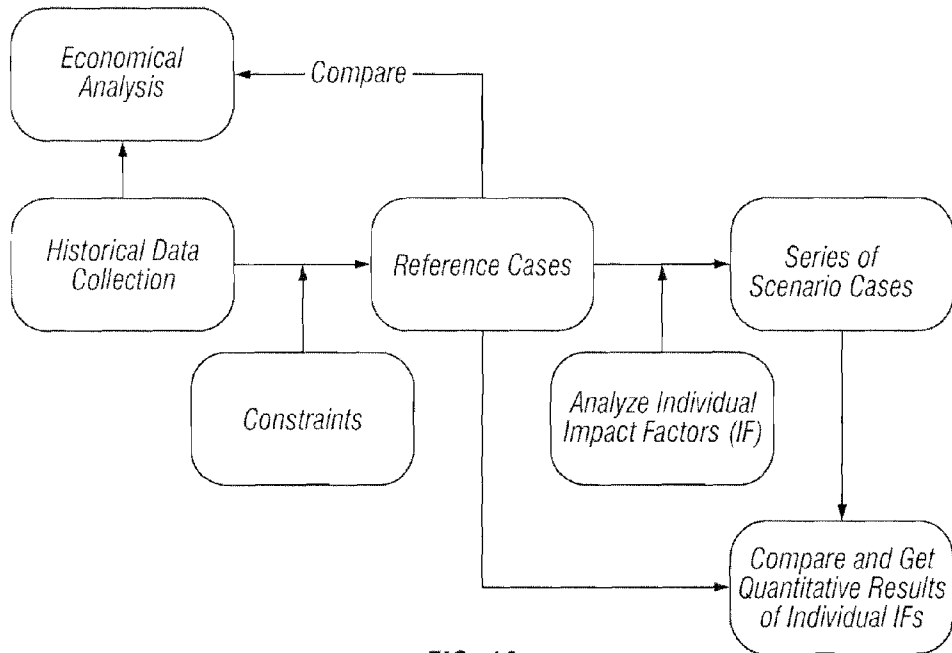 Economical
Analysis
Compare
Historical Data
Collection
Reference Cases
Series of
Scenario Cases
Constraints
Analyze Individual
Impact Factors (IF)
Compare and Get
Quantitative Results
of Individual IFs